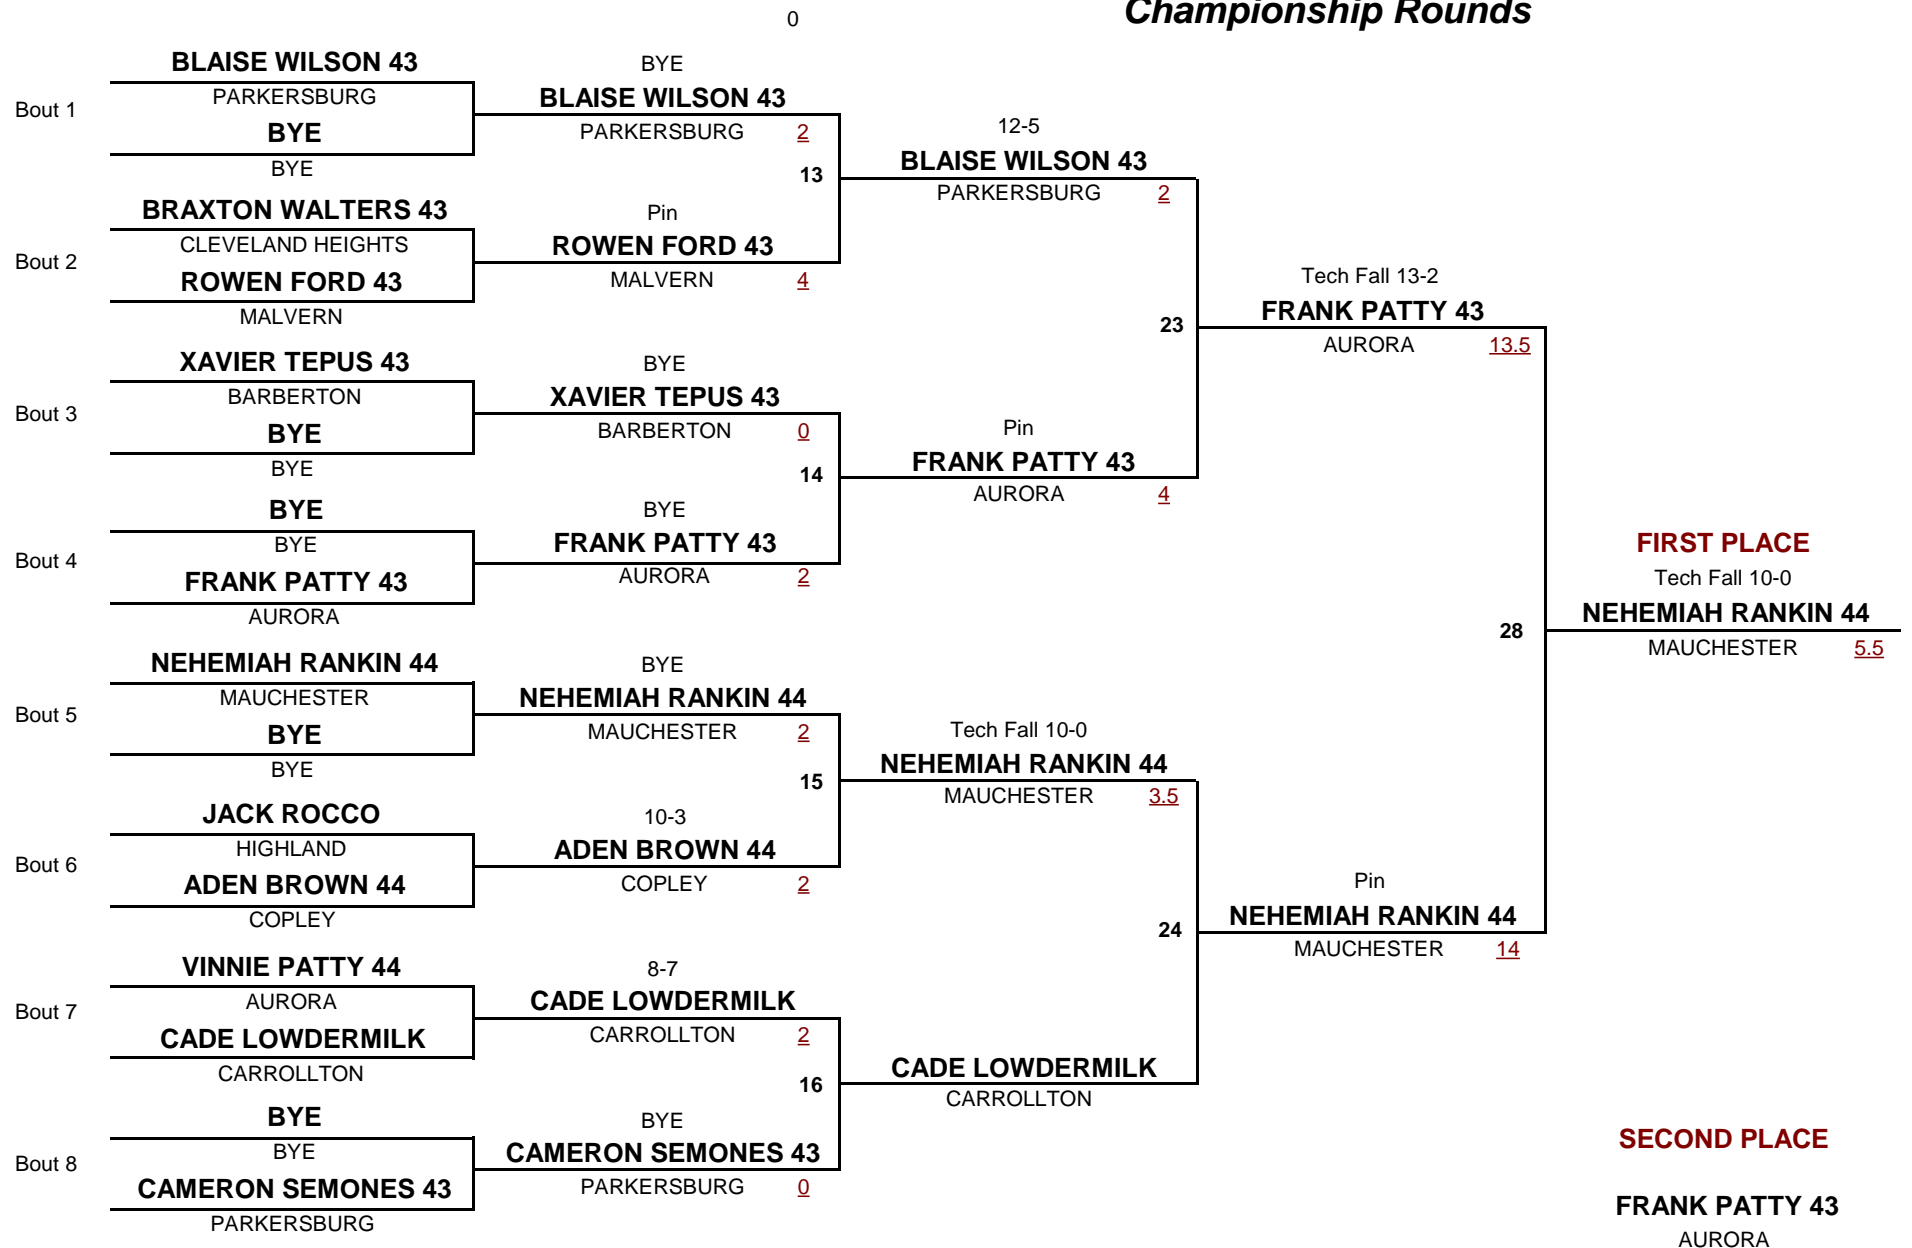 0
Championship Rounds
BLAISE WILSON 43
PARKERSBURG
Bout 1
BYE
BYE
BRAXTON WALTERS 43
CLEVELAND HEIGHTS
Bout 2
ROWEN FORD 43
MALVERN
XAVIER TEPUS 43
BARBERTON
Bout 3
BYE
BYE
BYE
BYE
Bout 4
FRANK PATTY 43
AURORA
NEHEMIAH RANKIN 44
MAUCHESTER
Bout 5
BYE
BYE
JACK ROCCO
HIGHLAND
Bout 6
ADEN BROWN 44
COPLEY
VINNIE PATTY 44
AURORA
Bout 7
CADE LOWDERMILK
CARROLLTON
BYE
BYE
Bout 8
CAMERON SEMONES 43
PARKERSBURG
BYE
BLAISE WILSON 43
PARKERSBURG 2
13
Pin
ROWEN FORD 43
MALVERN 4
BYE
XAVIER TEPUS 43
BARBERTON 0
14
BYE
FRANK PATTY 43
AURORA 2
BYE
NEHEMIAH RANKIN 44
MAUCHESTER 2
15
10-3
ADEN BROWN 44
COPLEY 2
8-7
CADE LOWDERMILK
CARROLLTON 2
16
BYE
CAMERON SEMONES 43
PARKERSBURG 0
12-5
BLAISE WILSON 43
PARKERSBURG 2
23
Pin
FRANK PATTY 43
AURORA 4
Tech Fall 10-0
NEHEMIAH RANKIN 44
MAUCHESTER 3.5
24
CADE LOWDERMILK
CARROLLTON
Tech Fall 13-2
FRANK PATTY 43
AURORA 13.5
28
Pin
NEHEMIAH RANKIN 44
MAUCHESTER 14
FIRST PLACE
Tech Fall 10-0
NEHEMIAH RANKIN 44
MAUCHESTER 5.5
SECOND PLACE
FRANK PATTY 43
AURORA